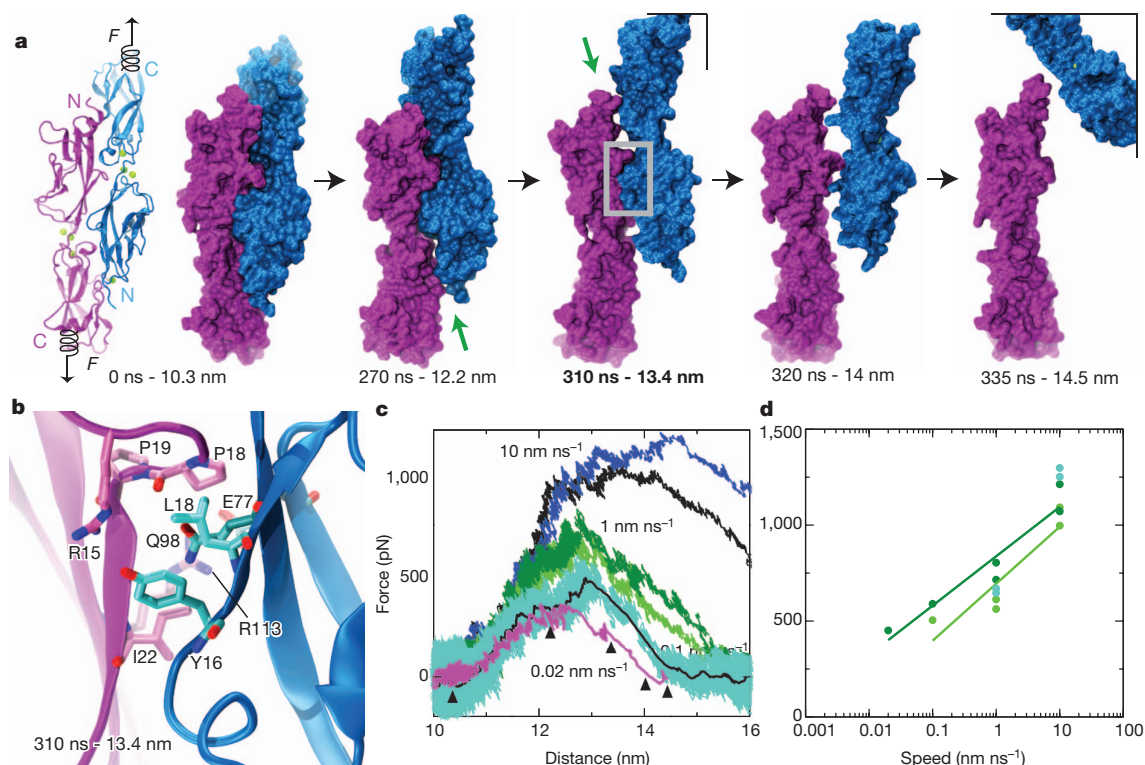 a
F
C
N
N
C
F
0 ns - 10.3 nm
270 ns - 12.2 nm
310 ns - 13.4 nm
320 ns - 14 nm
335 ns - 14.5 nm
b
P19
P18
L18
E77
Q98
R15
R113
I22
Y16
310 ns - 13.4 nm
c
1,000
500
0
Force (pN)
10 nm ns⁻¹
1 nm ns⁻¹
0.02 nm ns⁻¹
10
12
14
16
Distance (nm)
d
1,500
1,000
500
0
0.001
0.01
0.1
1
10
100
Speed (nm ns⁻¹)